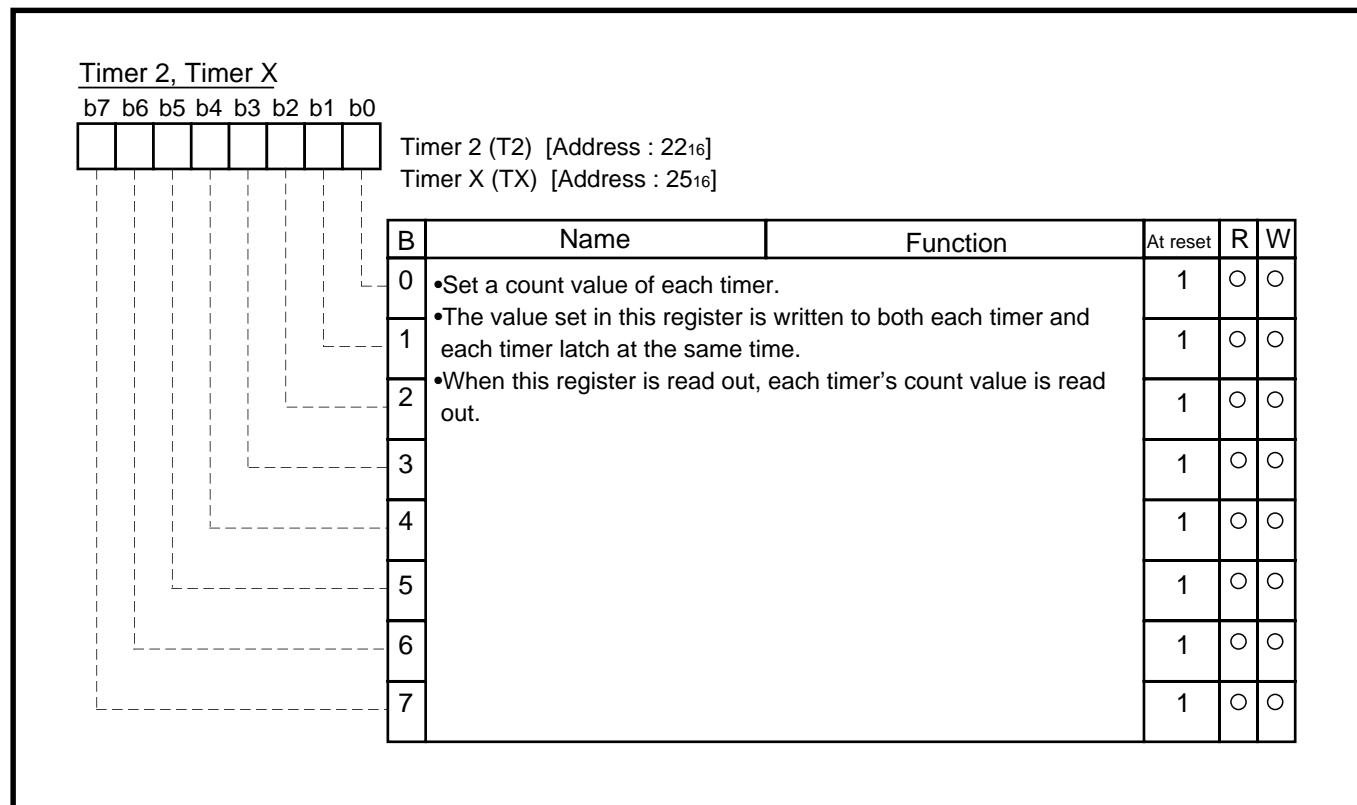 Timer 2, Timer X
b7 b6 b5 b4 b3 b2 b1 b0
Timer 2 (T2) [Address : 22₁₆]
Timer X (TX) [Address : 25₁₆]
B Name Function At reset R W
0 •Set a count value of each timer. 1 ○ ○
•The value set in this register is written to both each timer and
1 each timer latch at the same time. 1 ○ ○
•When this register is read out, each timer’s count value is read
2 out. 1 ○ ○
3 1 ○ ○
4 1 ○ ○
5 1 ○ ○
6 1 ○ ○
7 1 ○ ○